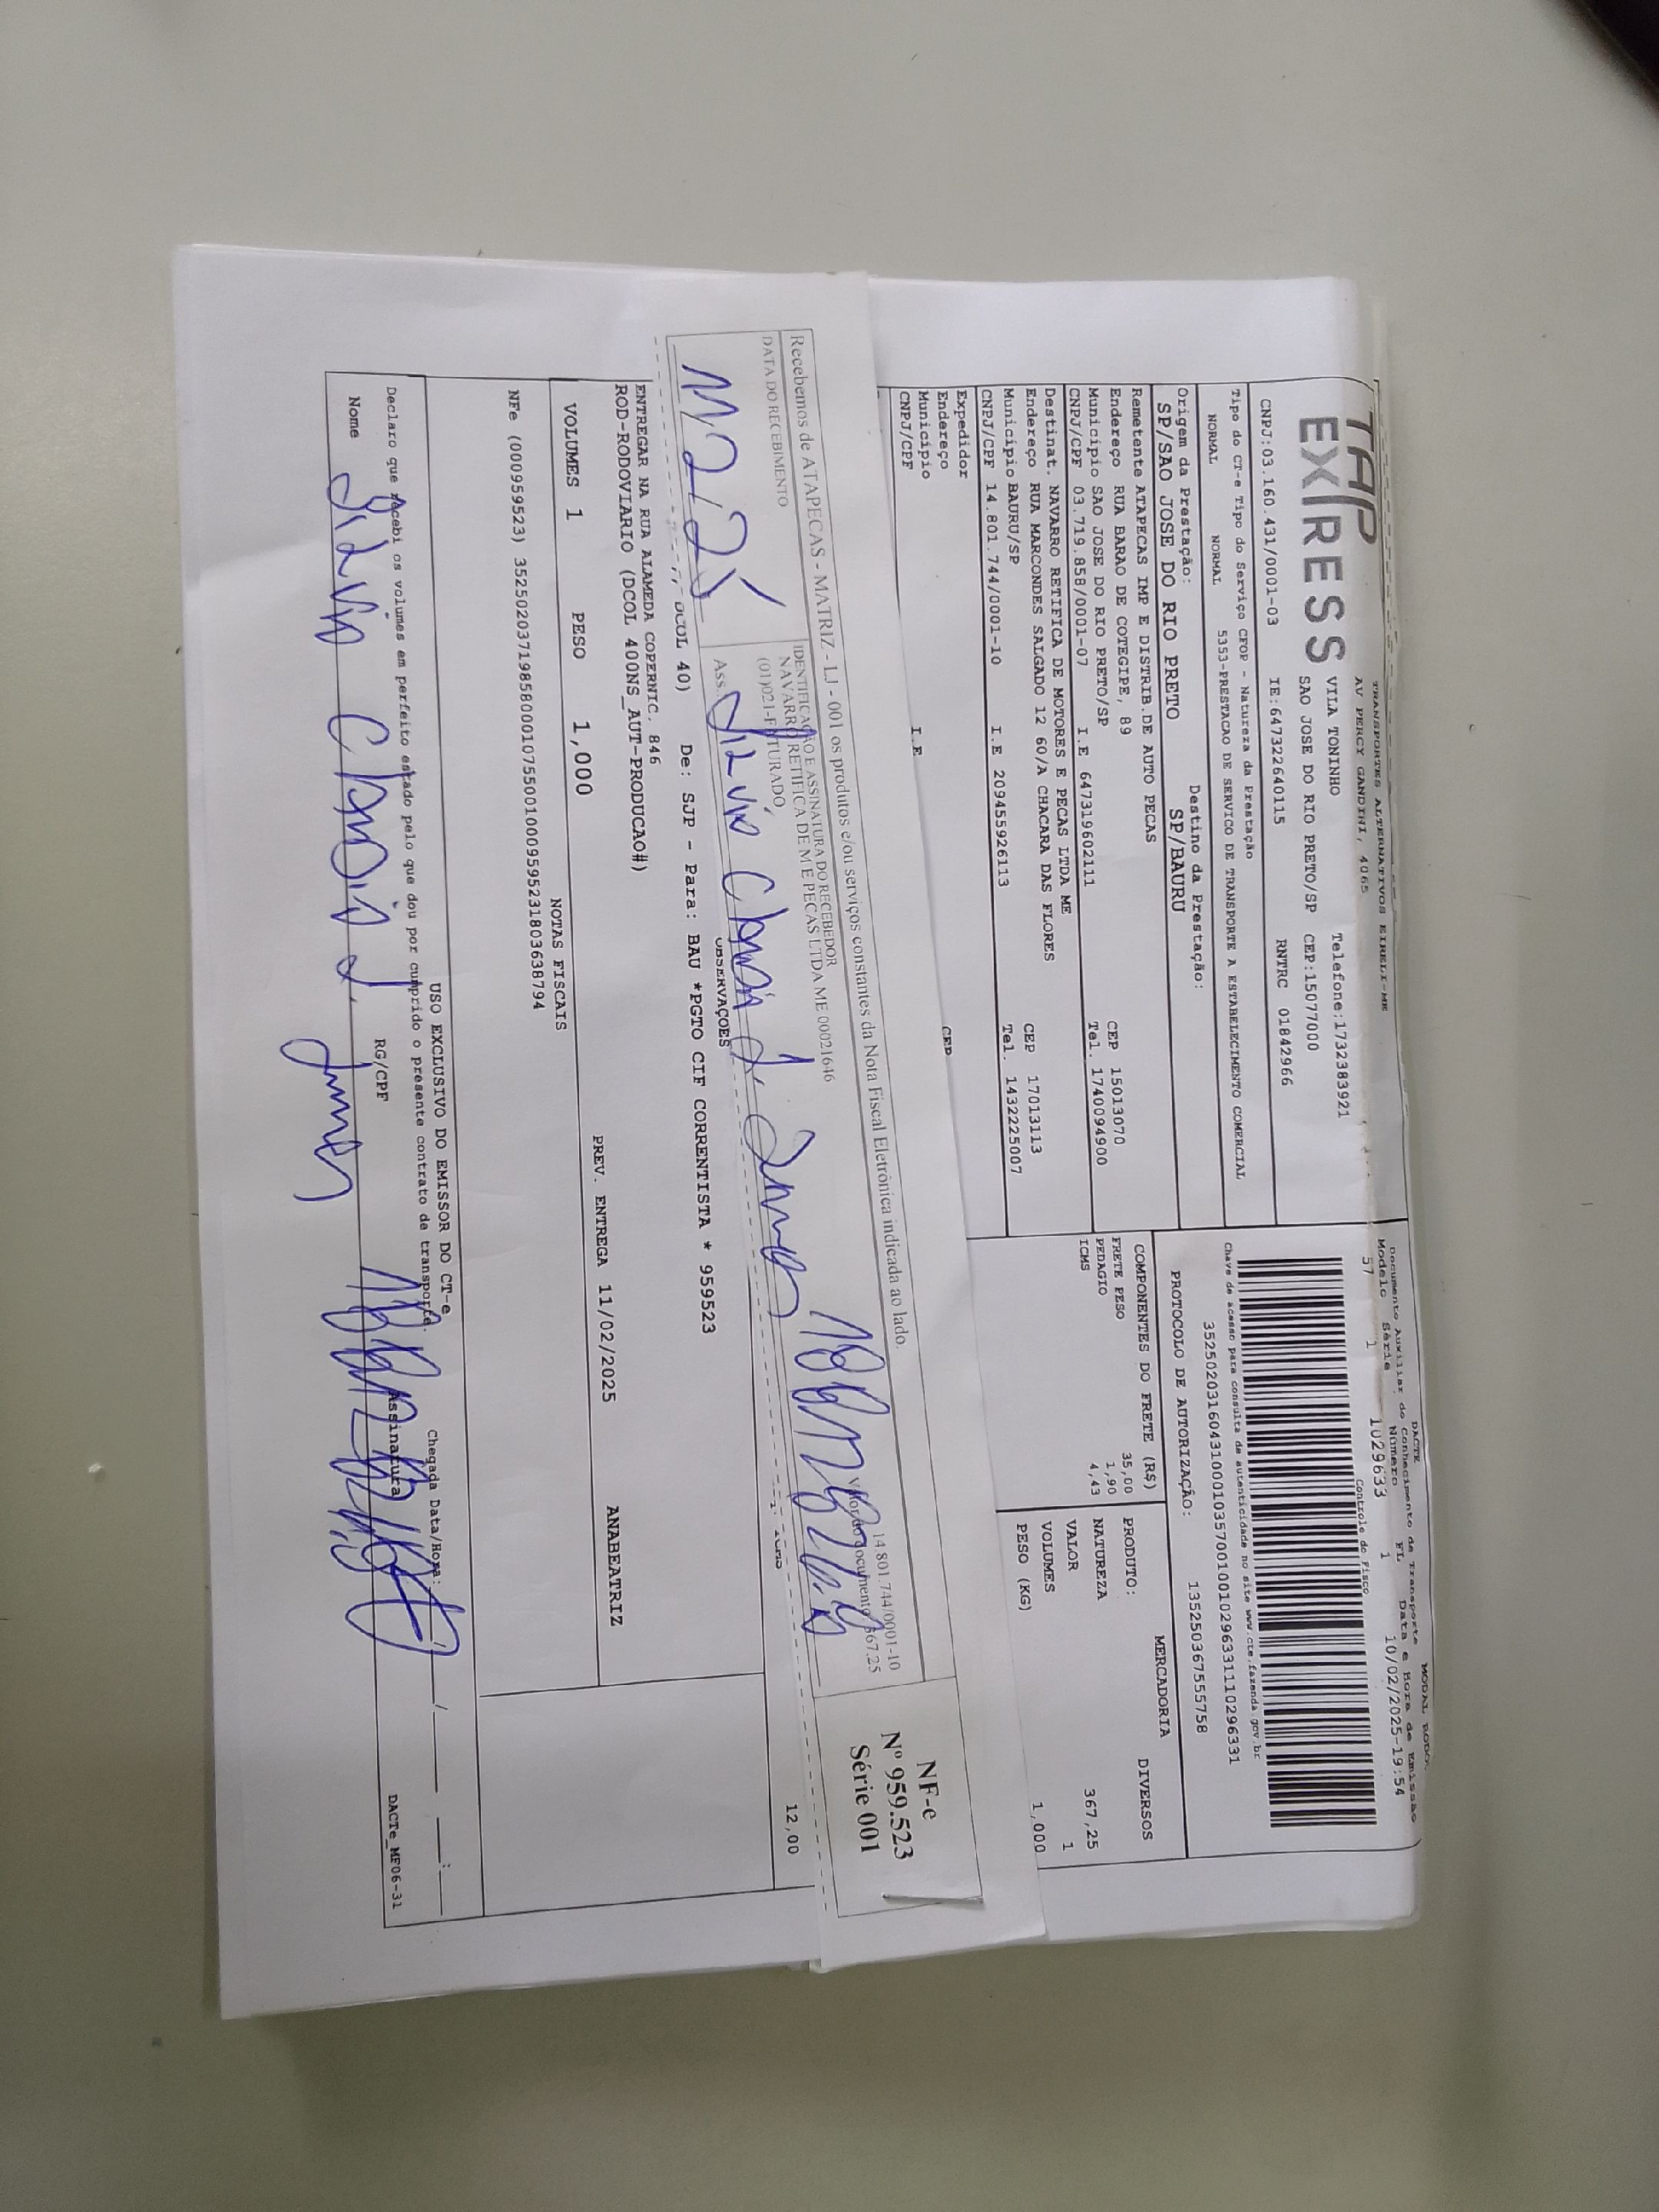 TRANSPORTES ALTERNATIVOS EIRELI-ME
AV PERCY GANDINI, 4065
TAP EXPRESS
VILA TONINHO Telefone:1732383921
SAO JOSE DO RIO PRETO/SP CEP:15077000
CNPJ:03.160.431/0001-03 IE:647322640115 RNTRC 01842966
DACTE MODAL RODO
Documento Auxiliar do Conhecimento de Transporte
Modelo Série Número FL Data e Hora de Emissão
57 1 1029633 1 10/02/2025-19:54
Controle do Fisco
Tipo do CT-e Tipo do Serviço CFOP - Natureza da Prestação
NORMAL NORMAL 5353-PRESTACAO DE SERVICO DE TRANSPORTE A ESTABELECIMENTO COMERCIAL
Chave de acesso para consulta de autenticidade no site www.cte.fazenda.gov.br
Origem da Prestação: Destino da Prestação:
SP/SAO JOSE DO RIO PRETO SP/BAURU
PROTOCOLO DE AUTORIZAÇÃO: 135250367555758
Remetente ATAPECAS IMP E DISTRIB.DE AUTO PECAS
Endereço RUA BARAO DE COTEGIPE, 89 CEP 15013070
Município SAO JOSE DO RIO PRETO/SP Tel. 1740094900
CNPJ/CPF 03.719.858/0001-07 I.E 647319602111
Destinat. NAVARRO RETIFICA DE MOTORES E PECAS LTDA ME
Endereço RUA MARCONDES SALGADO 12 60/A CHACARA DAS FLORES CEP 17013113
Município BAURU/SP Tel. 1432225007
CNPJ/CPF 14.801.744/0001-10 I.E 209455926113
Expedidor
Endereço CEP
Município
CNPJ/CPF I.E
COMPONENTES DO FRETE (R$)
FRETE PESO 35,00
PEDAGIO 1,90
ICMS 4,43
MERCADORIA
PRODUTO: DIVERSOS
NATUREZA
VALOR 367,25
VOLUMES 1
PESO (KG) 1,000
Recebemos de ATAPECAS - MATRIZ - LJ - 001 os produtos e/ou serviços constantes da Nota Fiscal Eletrônica indicada ao lado.
DATA DO RECEBIMENTO
IDENTIFICAÇÃO E ASSINATURA DO RECEBEDOR
NAVARRO RETIFICA DE M E PECAS LTDA ME 00021646 14.801.744/0001-10
(01)021-FATURADO Valor do documento: 367.25
Ass.
NF-e
Nº 959.523
Série 001
12,00
OBSERVAÇOES
DCOL 40) De: SJP - Para: BAU *PGTO CIF CORRENTISTA * 959523
ENTREGAR NA RUA ALAMEDA COPERNIC, 846
ROD-RODOVIARIO (DCOL 400NS_AUT-PRODUCAO#)
VOLUMES 1 PESO 1,000 PREV. ENTREGA 11/02/2025 ANABEATRIZ
NOTAS FISCAIS
NFe (000959523) 35250203719858000107550010009595231803638794
USO EXCLUSIVO DO EMISSOR DO CT-e
Declaro que recebi os volumes em perfeito estado pelo que dou por cumprido o presente contrato de transporte. Chegada Data/Hora:
Nome RG/CPF Assinatura
DACTe_MF06-31